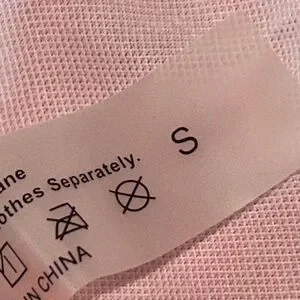 ane
othes Separately.
S
IN CHINA